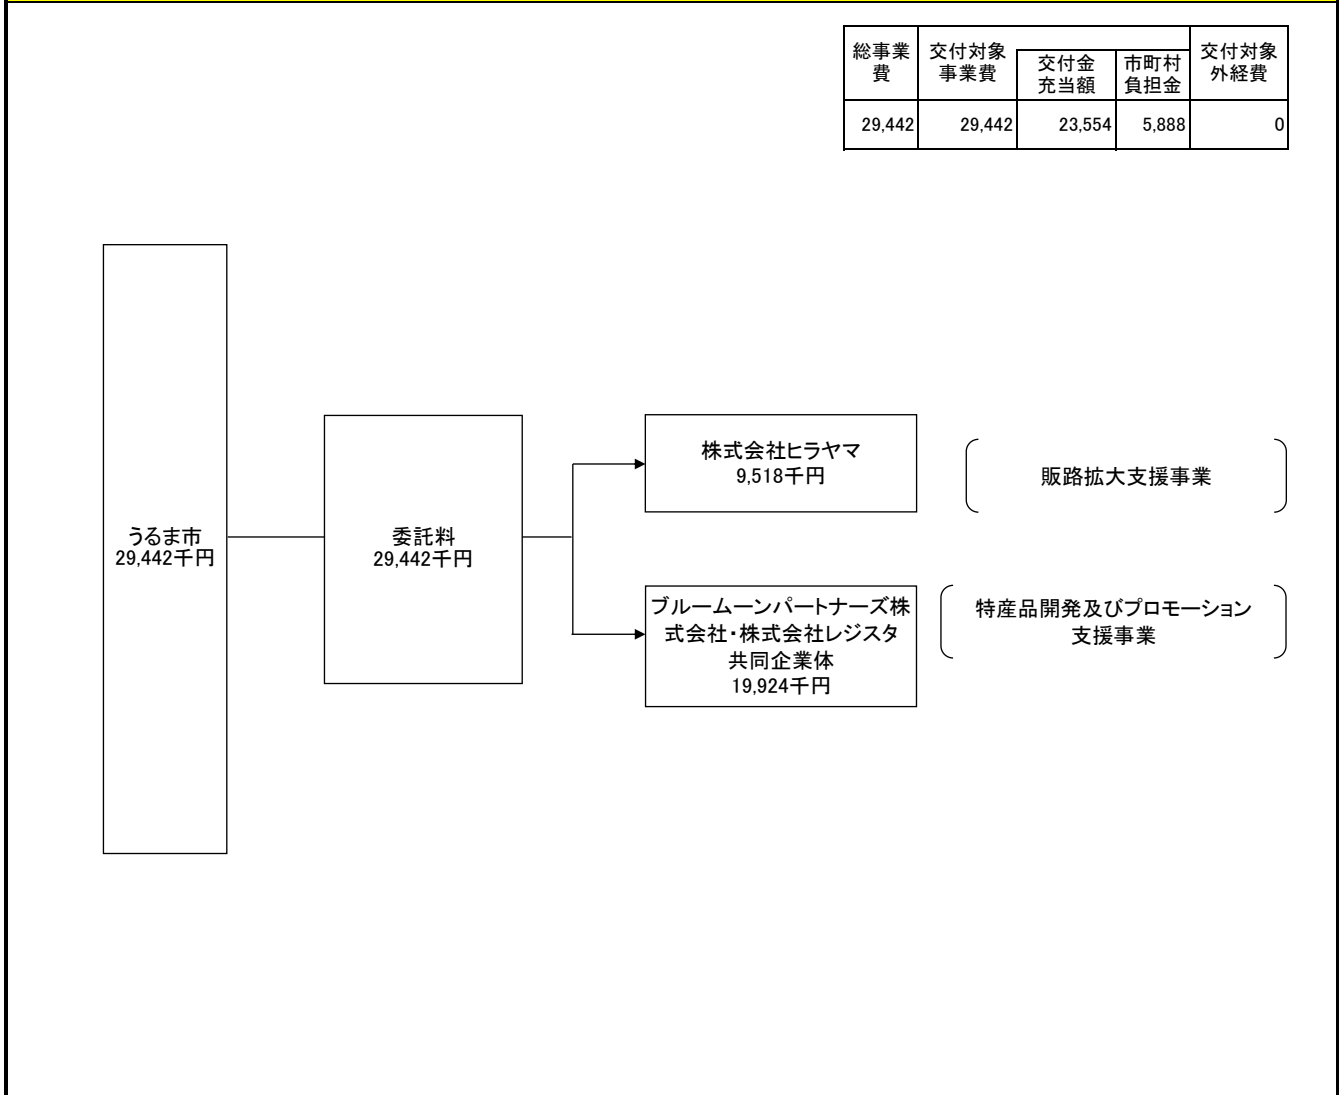 総事業
費
交付対象
事業費
交付金
充当額
市町村
負担金
交付対象
外経費
29,442
29,442
23,554
5,888
0
うるま市
29,442千円
委託料
29,442千円
株式会社ヒラヤマ
9,518千円
販路拡大支援事業
ブルームーンパートナーズ株
式会社・株式会社レジスタ
共同企業体
19,924千円
特産品開発及びプロモーション
支援事業